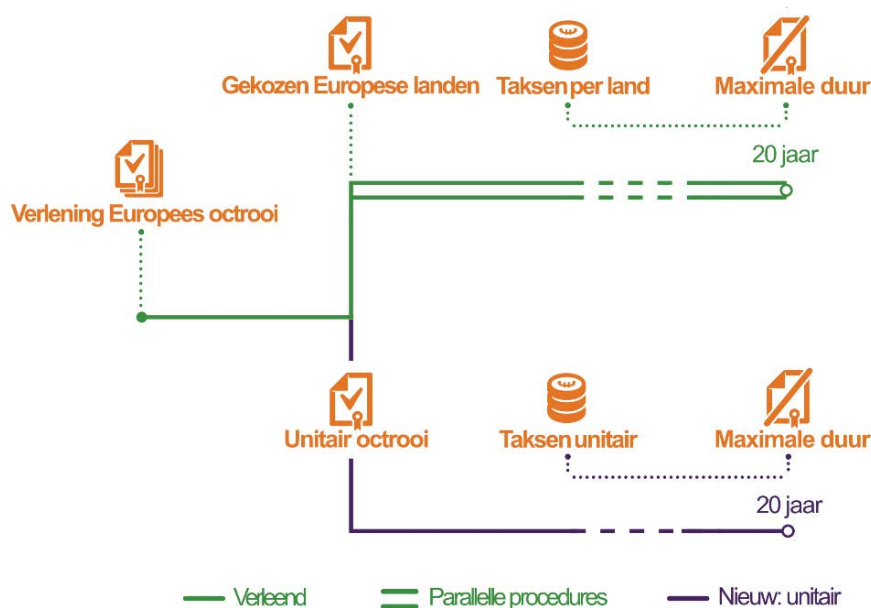 Gekozen Europese landen
Taksen per land
Maximale duur
20 jaar
Verlening Europees octrooi
Unitair octrooi
Taksen unitair
Maximale duur
20 jaar
Verleend
Parallelle procedures
Nieuw: unitair